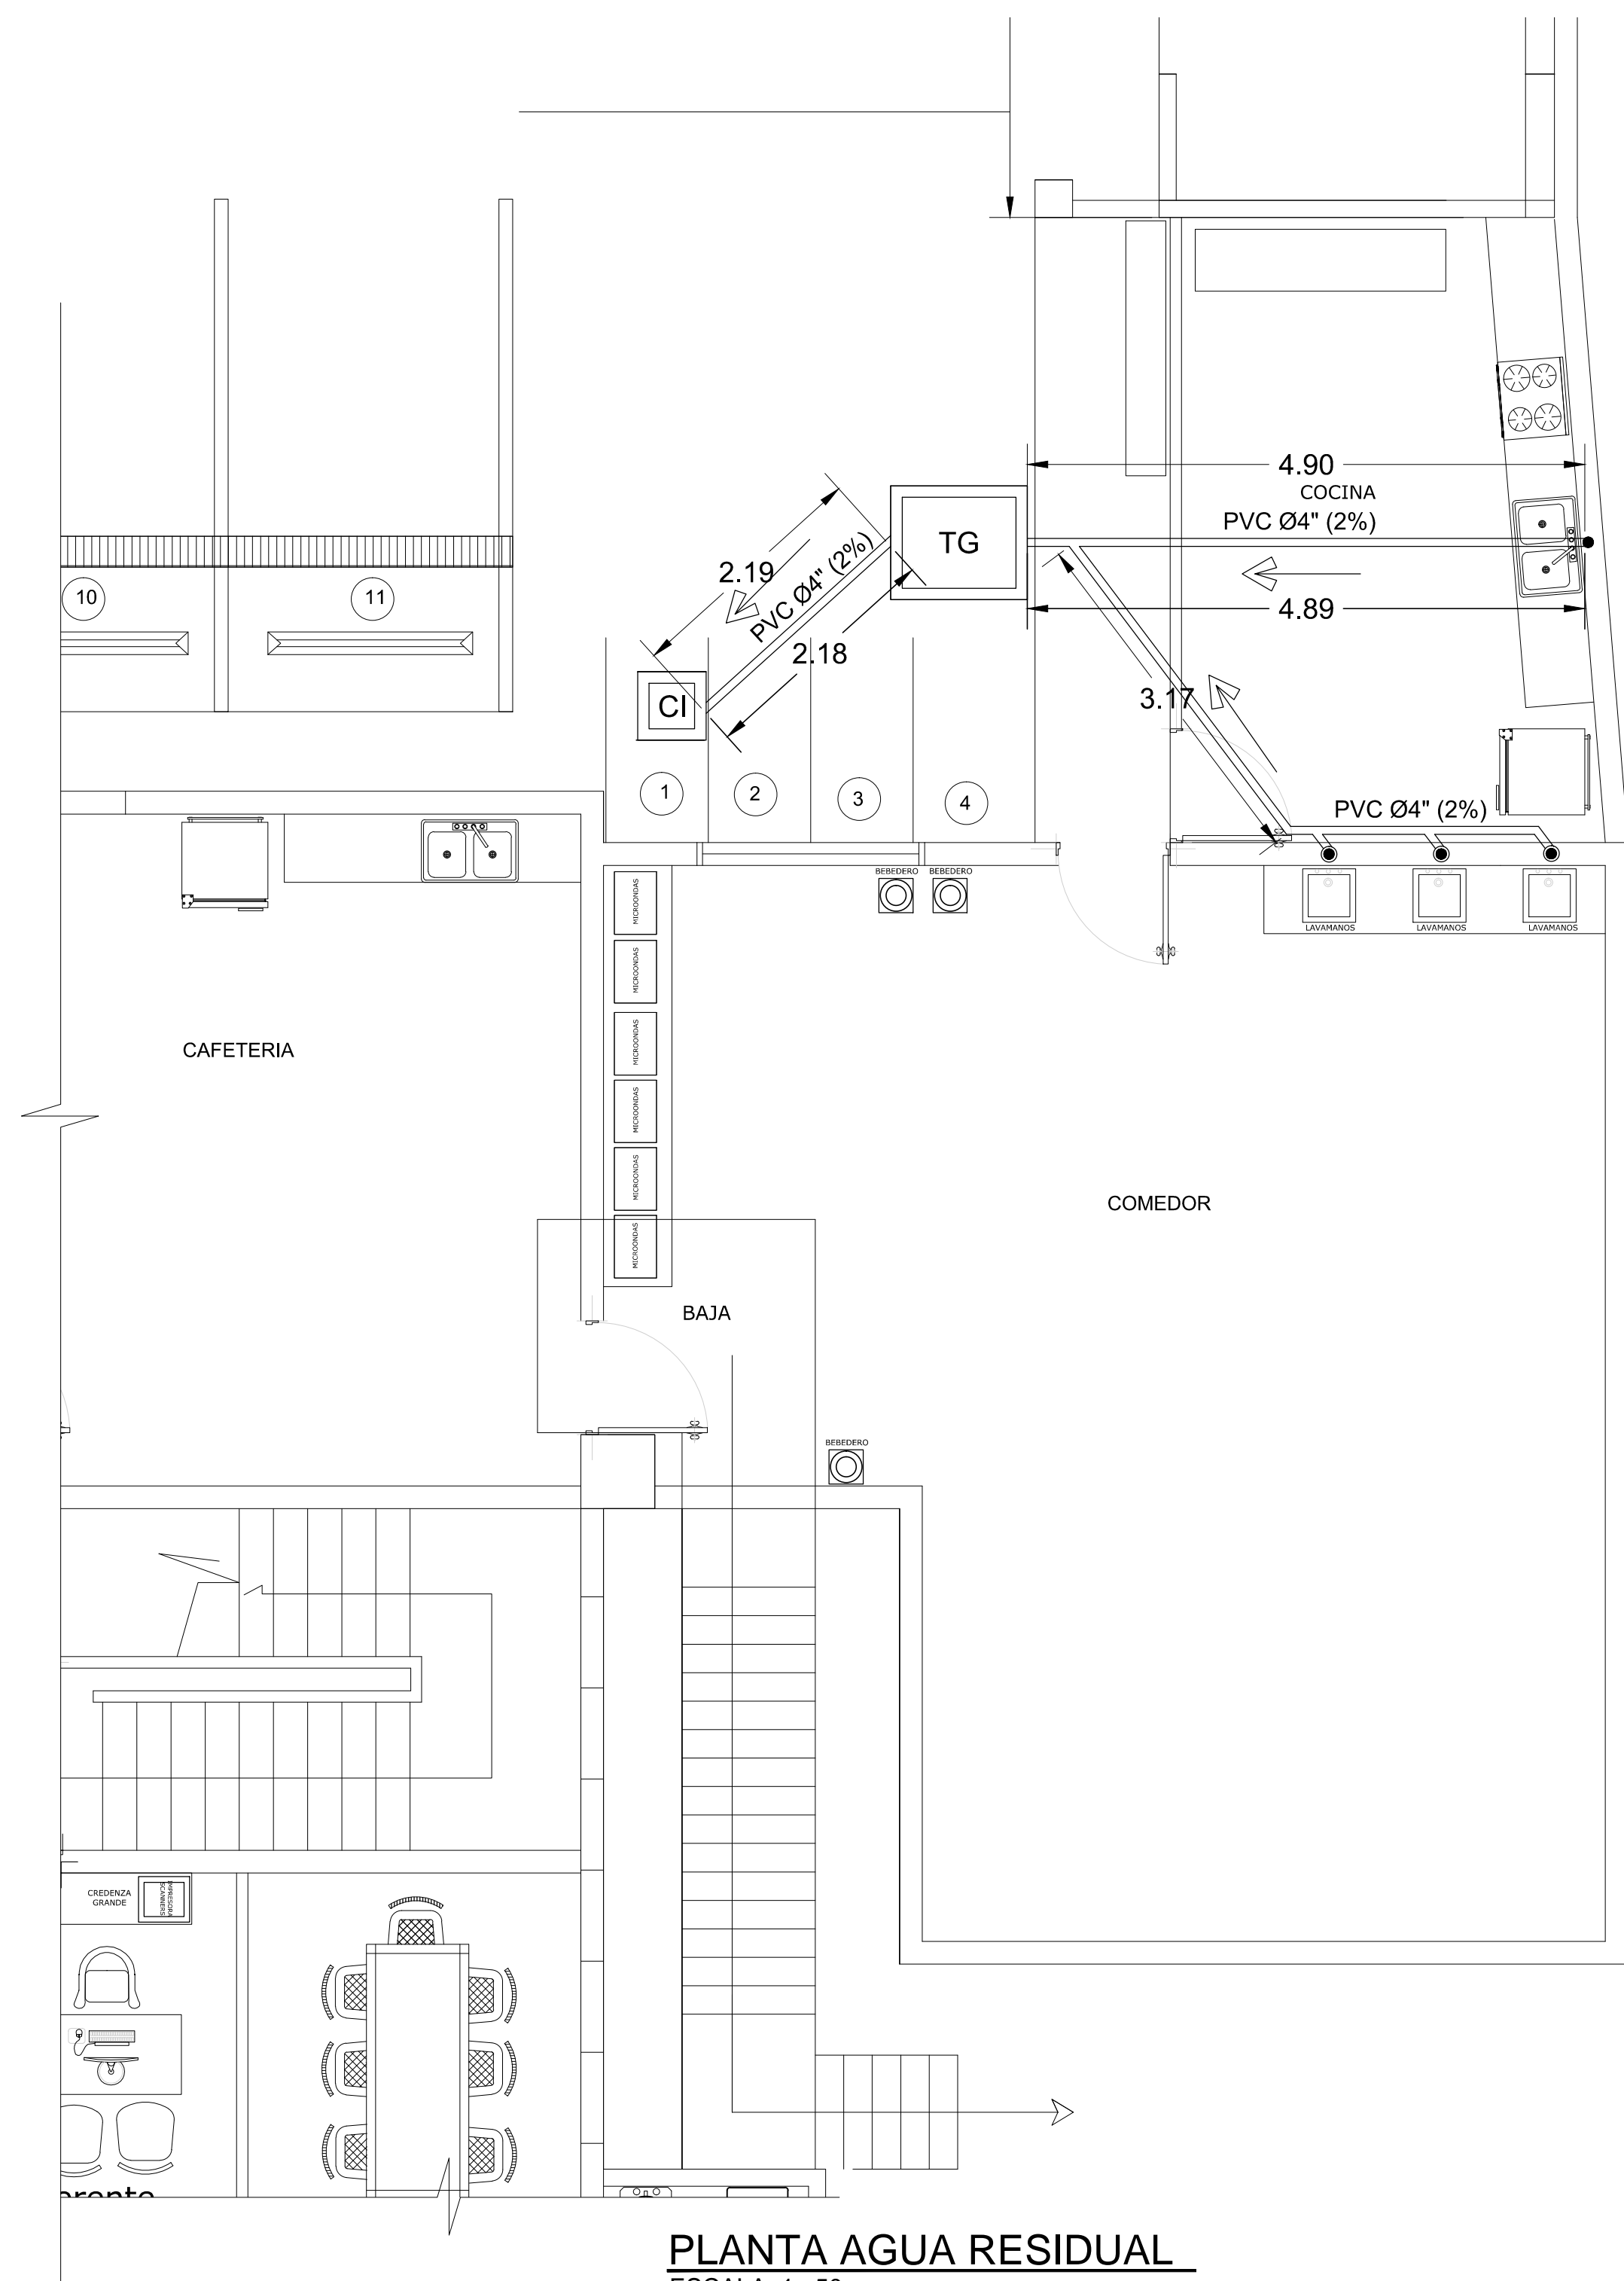 4.90
COCINA
PVC Ø4" (2%)
TG
2.19
PVC Ø4" (2%)
10
11
4.89
2.18
3.17
CI
1
2
3
4
PVC Ø4" (2%)
BEBEDERO
BEBEDERO
MICROONDAS
LAVAMANOS
LAVAMANOS
LAVAMANOS
MICROONDAS
MICROONDAS
CAFETERIA
MICROONDAS
MICROONDAS
COMEDOR
MICROONDAS
BAJA
BEBEDERO
CREDENZA
GRANDE
IMPRESORA
SCANNERS
PLANTA AGUA RESIDUAL